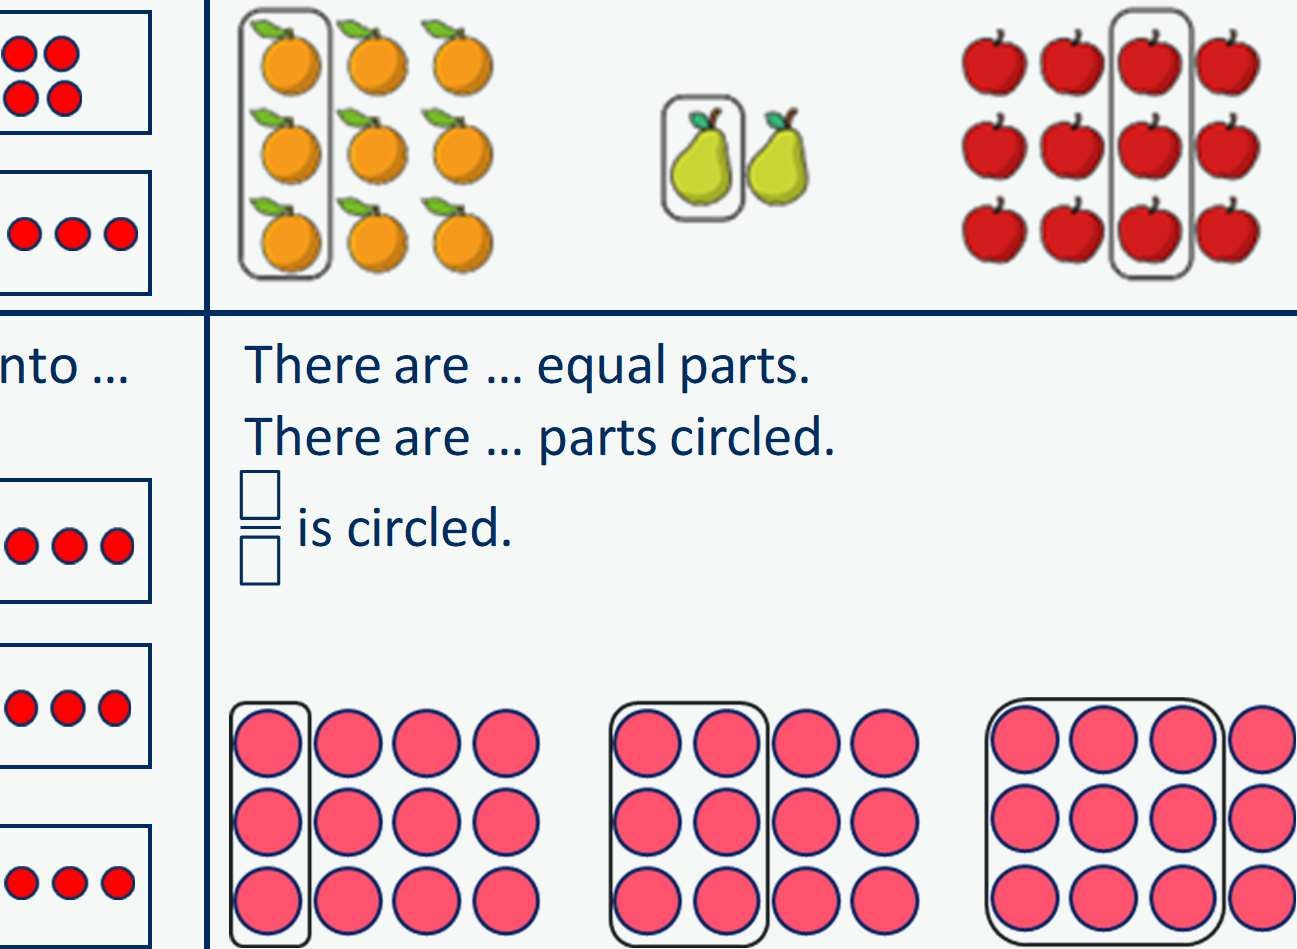 nto ...
There are ... equal parts.
There are ... parts circled.
is circled.